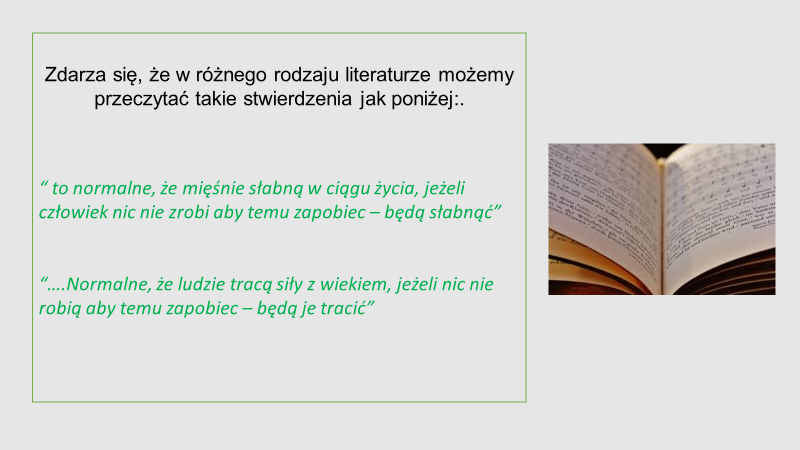 Zdarza się, że w różnego rodzaju literaturze możemy
przeczytać takie stwierdzenia jak poniżej:.
“ to normalne, że mięśnie słabną w ciągu życia, jeżeli
człowiek nic nie zrobi aby temu zapobiec – będą słabnąć”
“….Normalne, że ludzie tracą siły z wiekiem, jeżeli nic nie
robią aby temu zapobiec – będą je tracić”